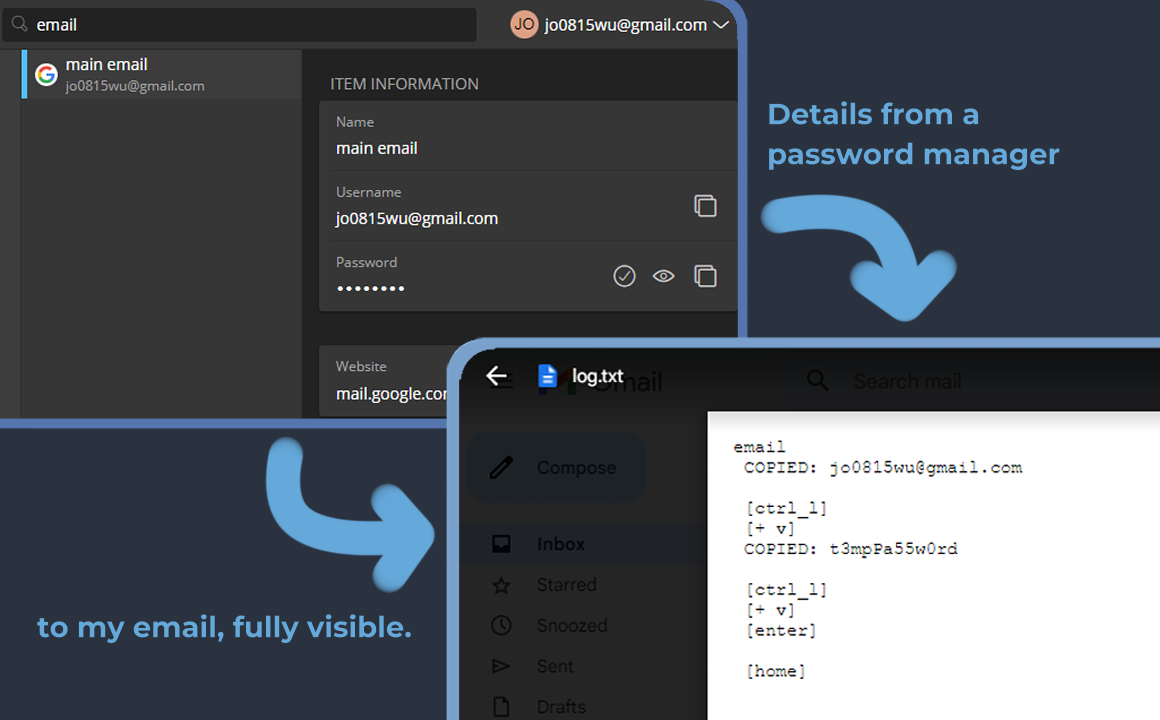 email
JO jo0815wu@gmail.com
main email
jo0815wu@gmail.com
ITEM INFORMATION
Name
main email
Username
jo0815wu@gmail.com
Password
••••••••
Website
mail.google.co
Details from a
password manager
to my email, fully visible.
log.txt
Gmail
Search mail
Compose
Inbox
Starred
Snoozed
Sent
Drafts
email
COPIED: jo0815wu@gmail.com
[ctrl_l]
[+ v]
COPIED: t3mpPa55w0rd
[ctrl_l]
[+ v]
[enter]
[home]